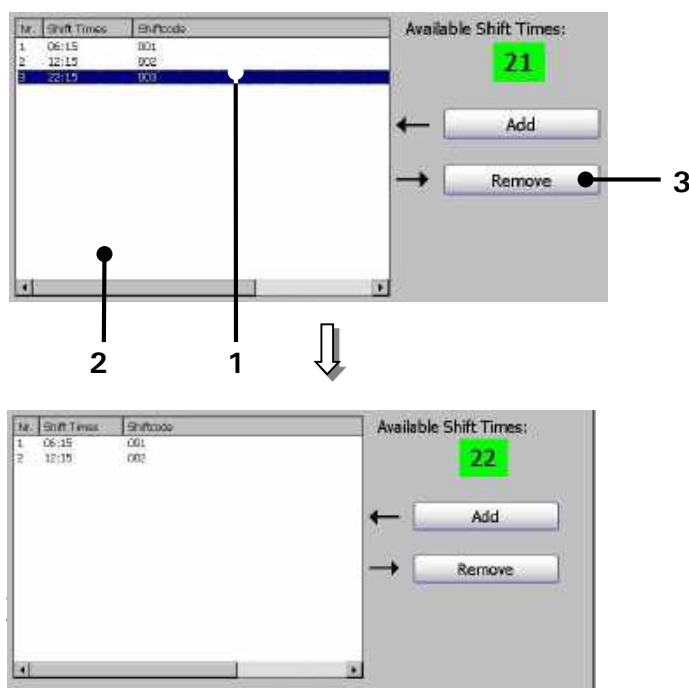 Nr. Shift Times Shiftcode
1 06:15 001
2 12:15 002
3 22:15 003
Available Shift Times:
21
Add
Remove
3
2 1
Nr. Shift Times Shiftcode
1 06:15 001
2 12:15 002
Available Shift Times:
22
Add
Remove